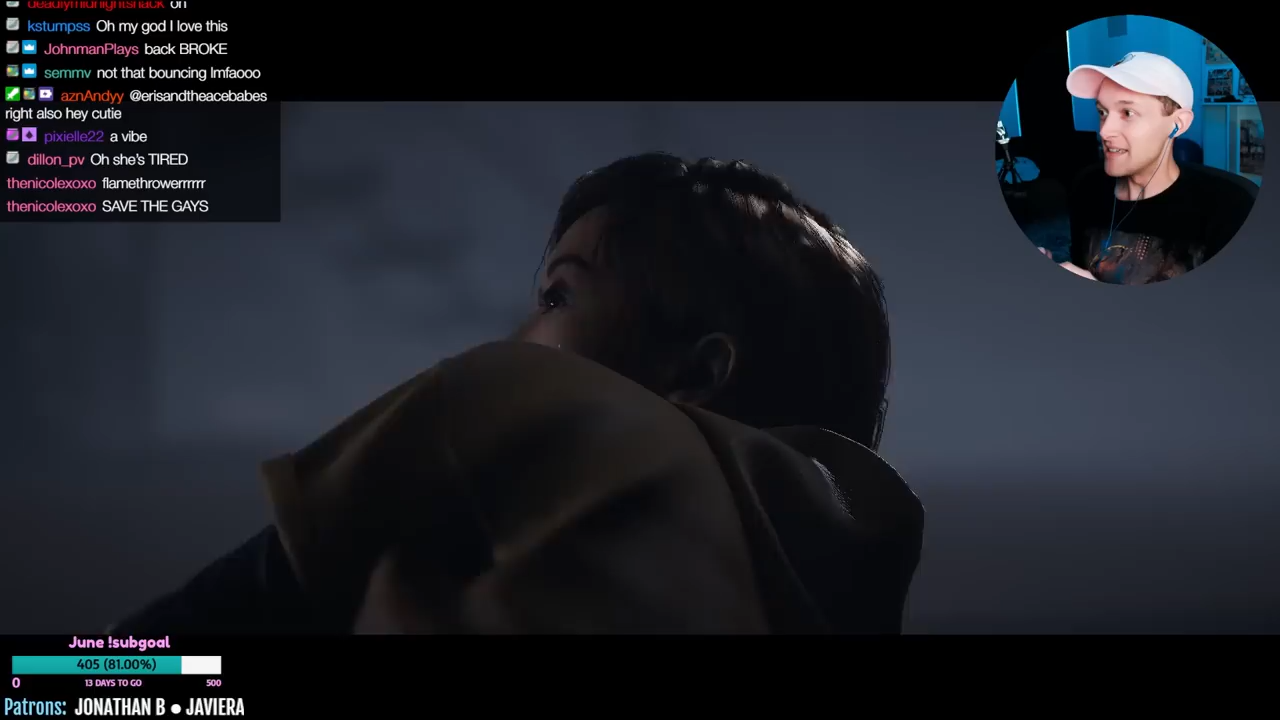 deadlymidnightsnack oh
kstumpss Oh my god I love this
JohnmanPlays back BROKE
semmv not that bouncing lmfaooo
aznAndyy @erisandtheacebabes
right also hey cutie
pixielle22 a vibe
dillon_pv Oh she's TIRED
thenicolexoxo flamethrowerrrrrr
thenicolexoxo SAVE THE GAYS
June !subgoal
405 (81.00%)
0 13 DAYS TO GO 500
Patrons: JONATHAN B ● JAVIERA